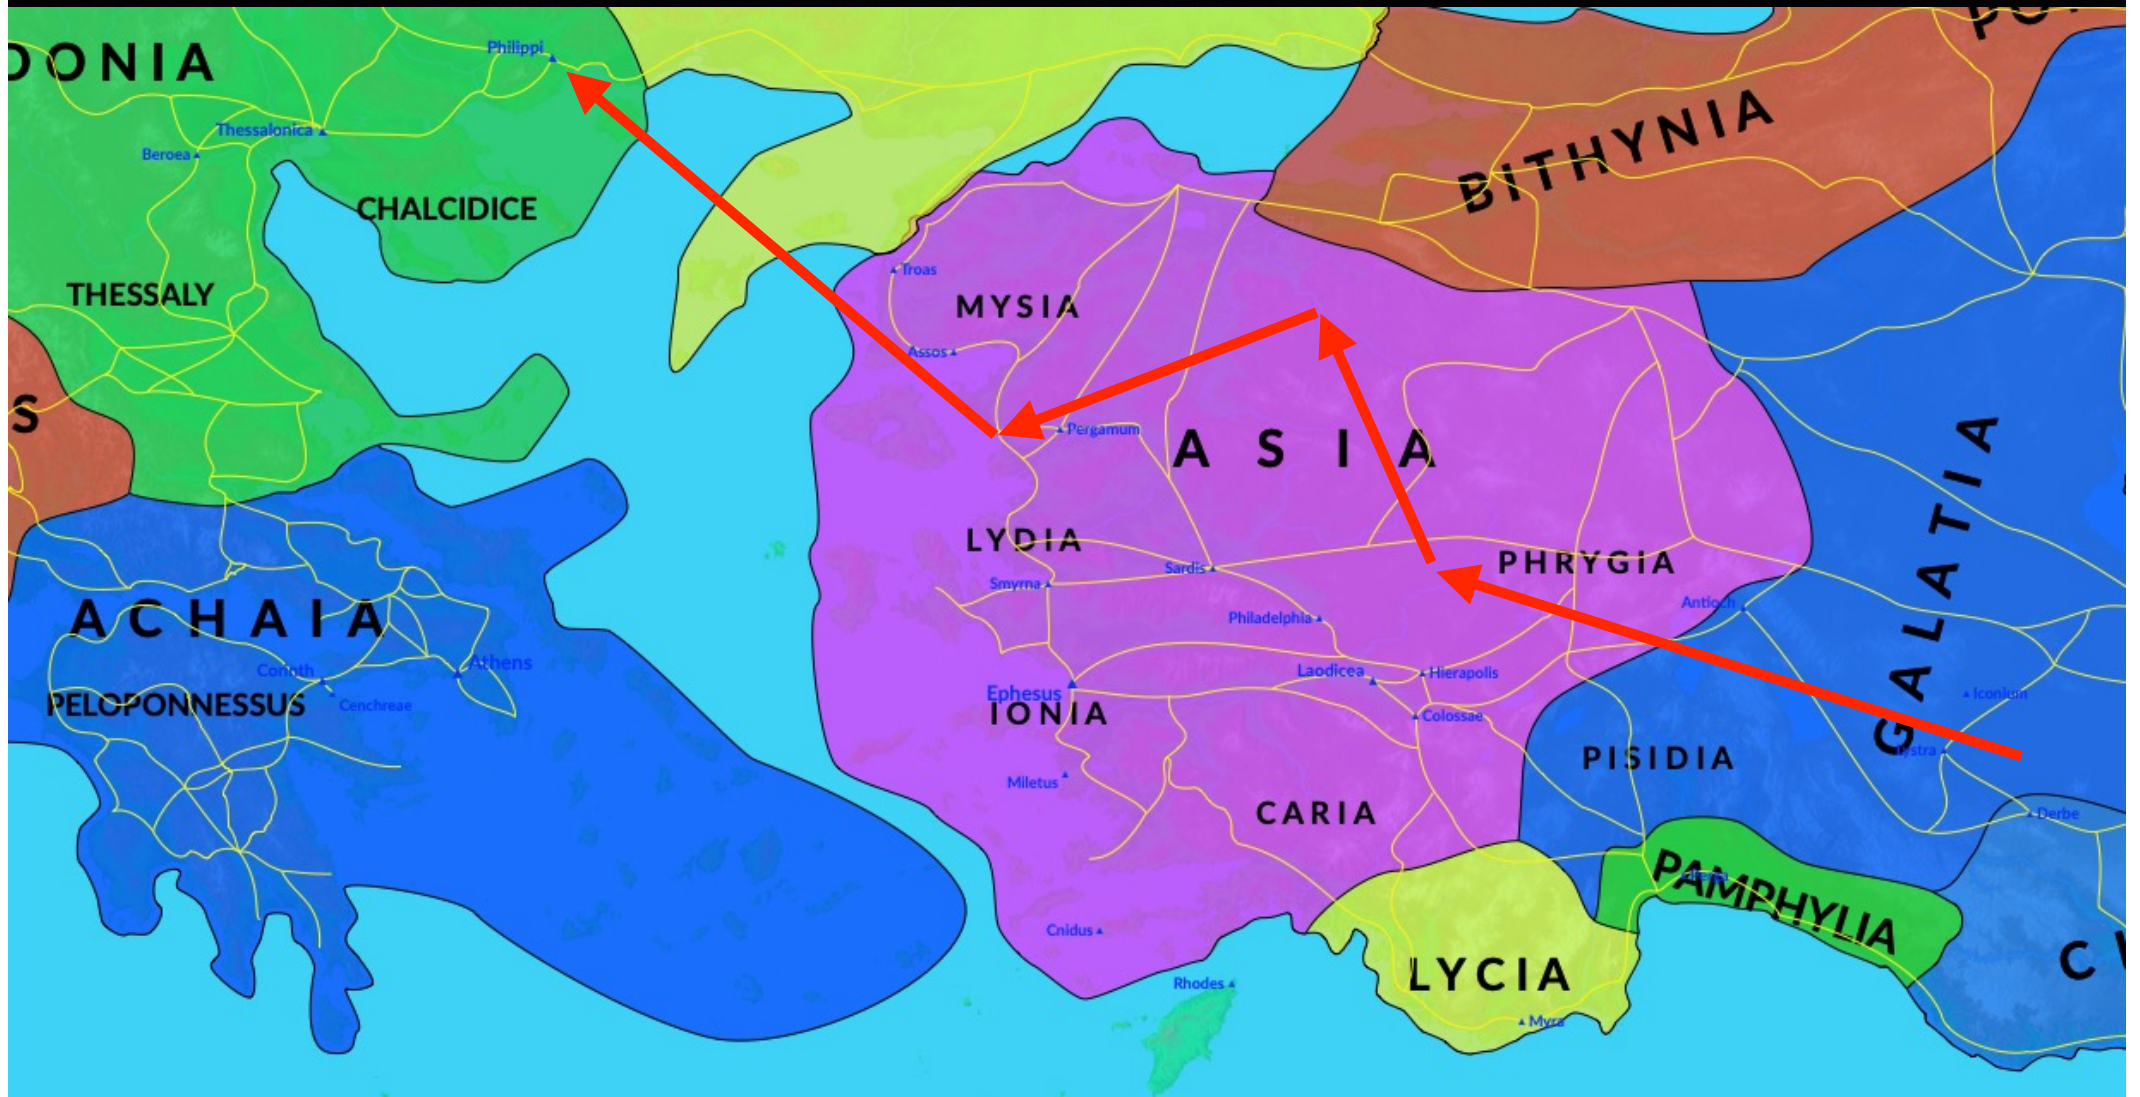 DONIA
Philippi
Thessalonica
Beroea
CHALCIDICE
THESSALY
S
ACHAIA
Corinth
Athens
PELOPONNESSUS
Cenchreae
BITHYNIA
Troas
MYSIA
Assos
Pergamum
ASIA
LYDIA
Smyrna
Sardis
PHRYGIA
Philadelphia
Antioch
Laodicea
Hierapolis
Ephesus
IONIA
Colossae
Miletus
CARIA
PISIDIA
GALATIA
Iconium
Lystra
Derbe
PAMPHYLIA
Cnidus
Rhodes
LYCIA
Myra
C